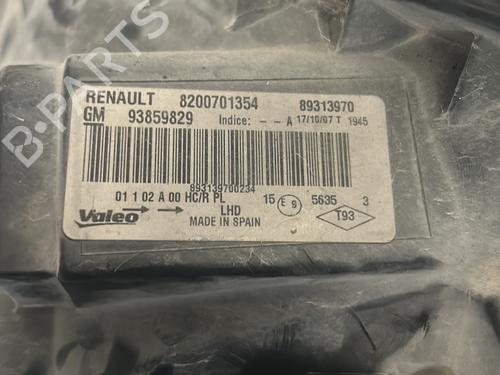 RENAULT 8200701354 89313970
GM 93859829 Indice: - - A 17/10/07 T 1945
893139700234
01 1 02 A 00 HC/R PL 15 E 9 5635 3
Valeo LHD T93
MADE IN SPAIN